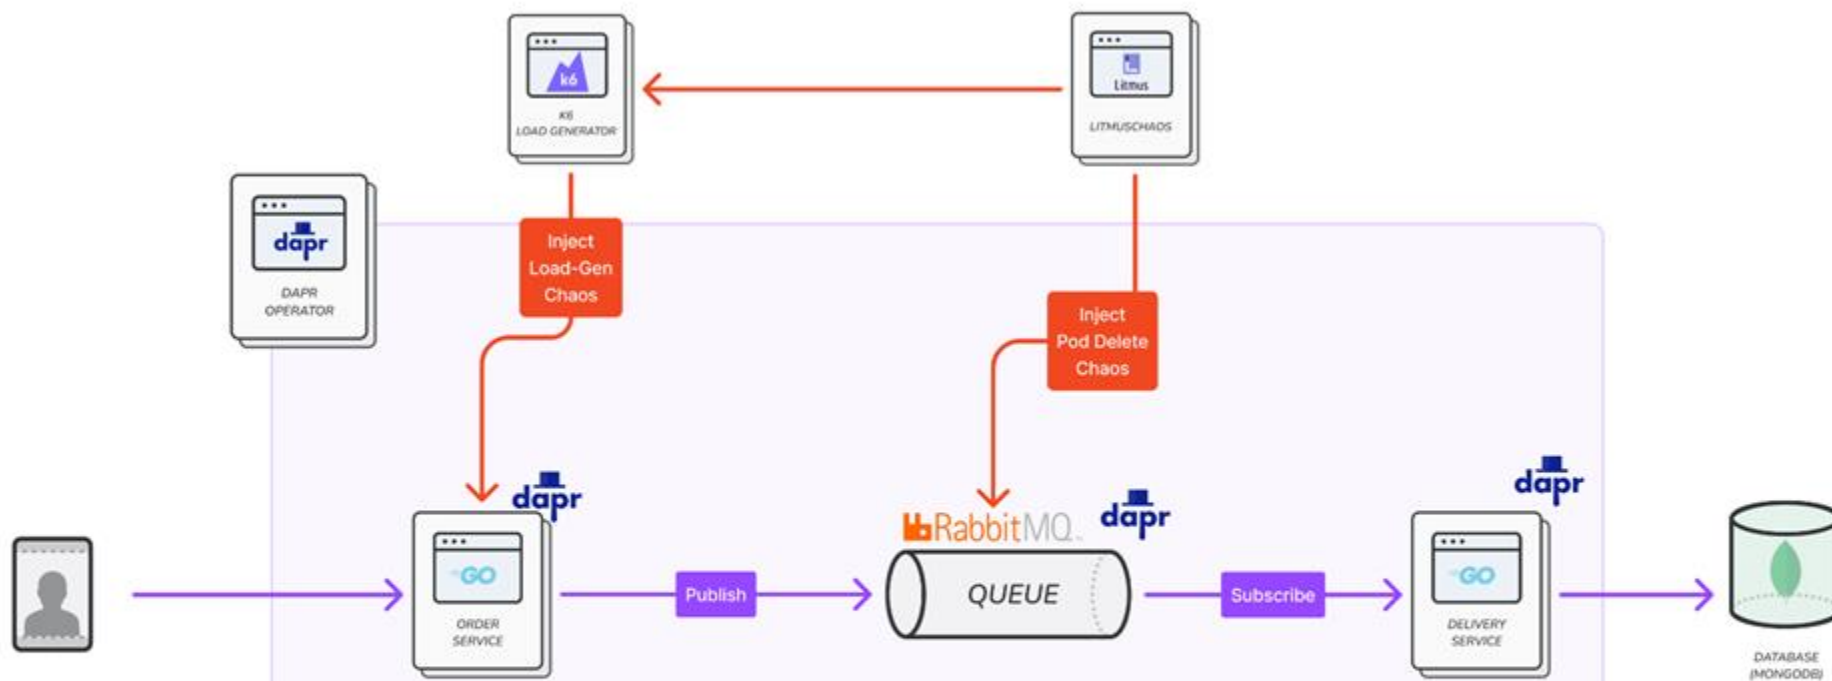 k6
K6
LOAD GENERATOR
Litmus
LITMUSCHAOS
dapr
DAPR
OPERATOR
Inject
Load-Gen
Chaos
Inject
Pod Delete
Chaos
dapr
RabbitMQ
dapr
dapr
GO
ORDER
SERVICE
Publish
QUEUE
Subscribe
GO
DELIVERY
SERVICE
DATABASE
(MONGODB)